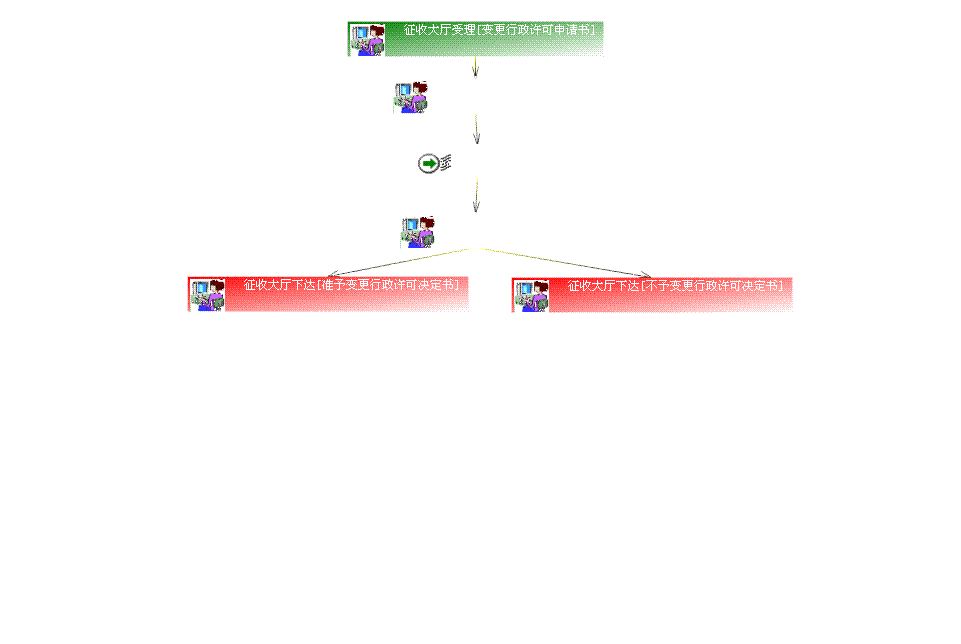 征收大厅受理[变更行政许可申请书]
征收大厅下达[准予变更行政许可决定书]
征收大厅下达[不予变更行政许可决定书]